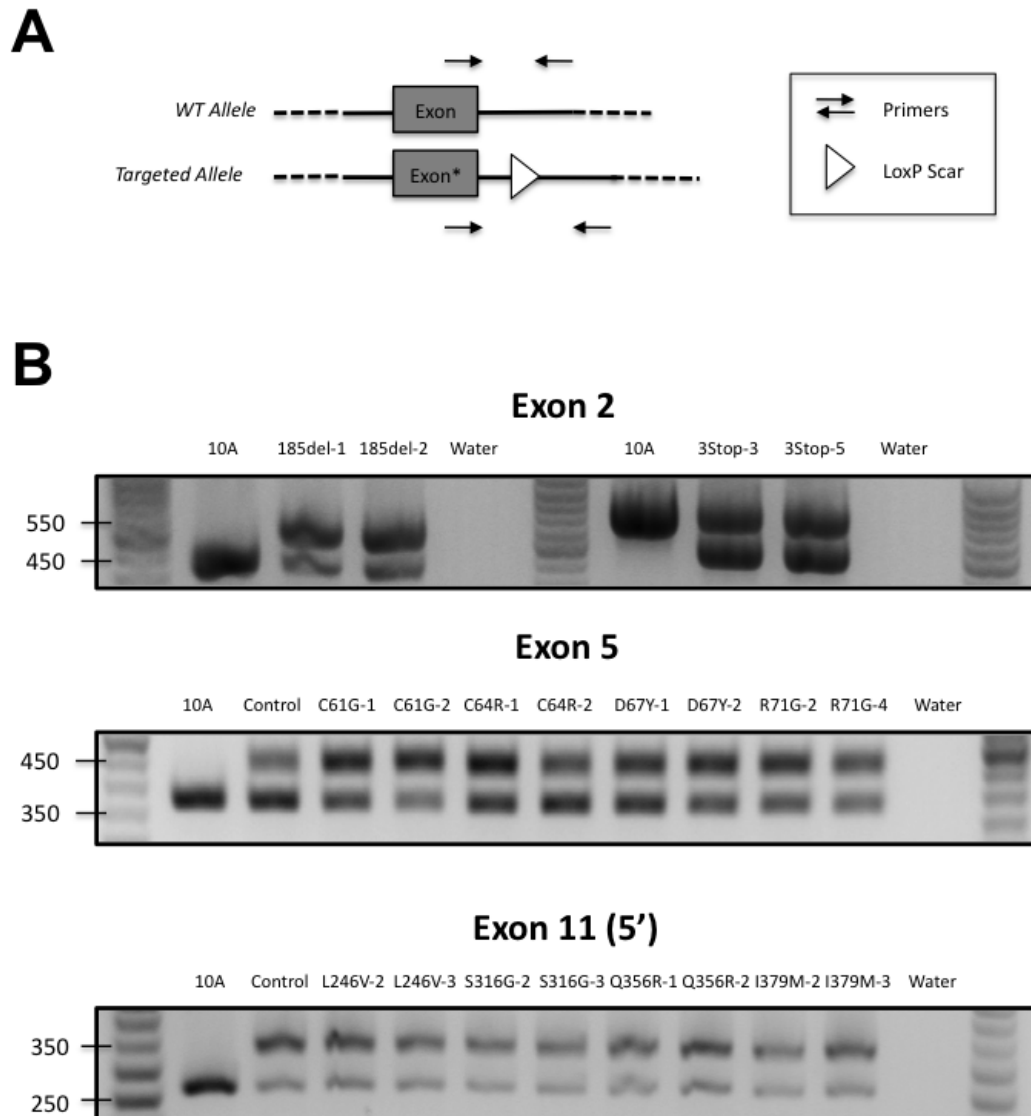 A
WT Allele
Exon
Targeted Allele
Exon*
Primers
LoxP Scar
B
Exon 2
10A 185del-1 185del-2 Water 10A 3Stop-3 3Stop-5 Water
550
450
Exon 5
10A Control C61G-1 C61G-2 C64R-1 C64R-2 D67Y-1 D67Y-2 R71G-2 R71G-4 Water
450
350
Exon 11 (5’)
10A Control L246V-2 L246V-3 S316G-2 S316G-3 Q356R-1 Q356R-2 I379M-2 I379M-3 Water
350
250